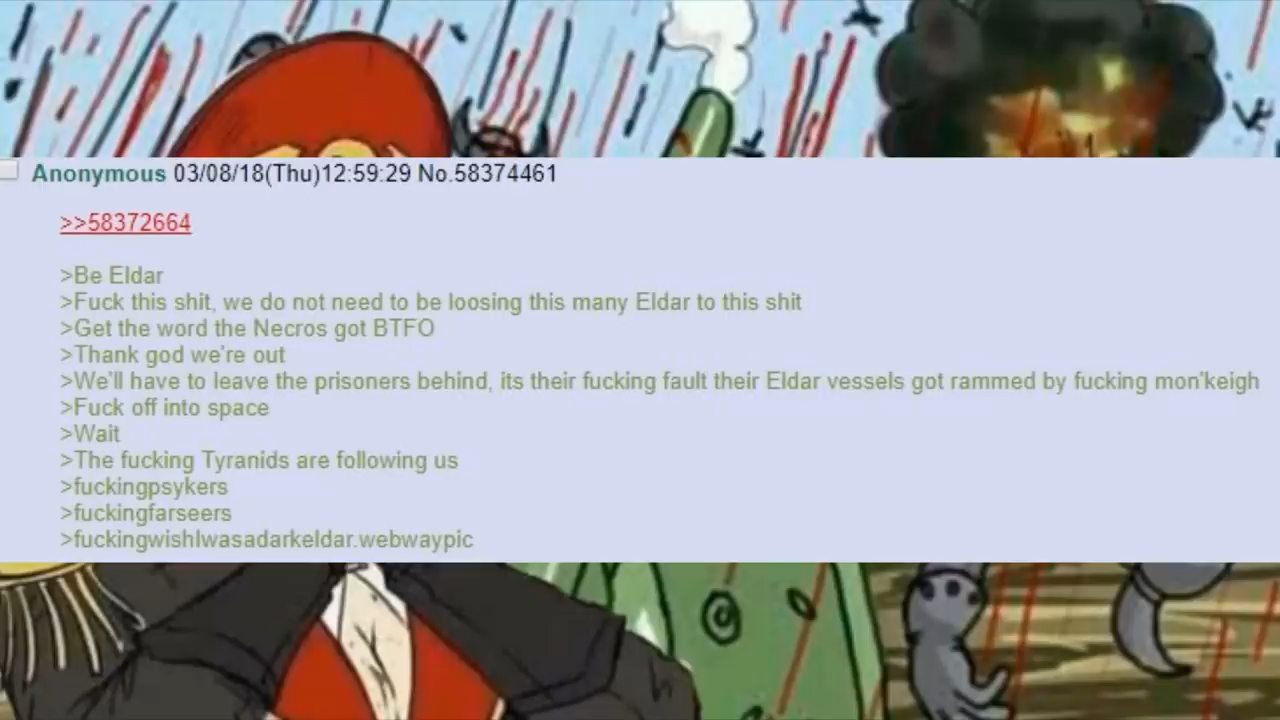 Anonymous 03/08/18(Thu)12:59:29 No.58374461
>>58372664
>Be Eldar
>Fuck this shit, we do not need to be loosing this many Eldar to this shit
>Get the word the Necros got BTFO
>Thank god we're out
>We'll have to leave the prisoners behind, its their fucking fault their Eldar vessels got rammed by fucking mon'keigh
>Fuck off into space
>Wait
>The fucking Tyranids are following us
>fuckingpsykers
>fuckingfarseers
>fuckingwishIwasadarkeldar.webwaypic